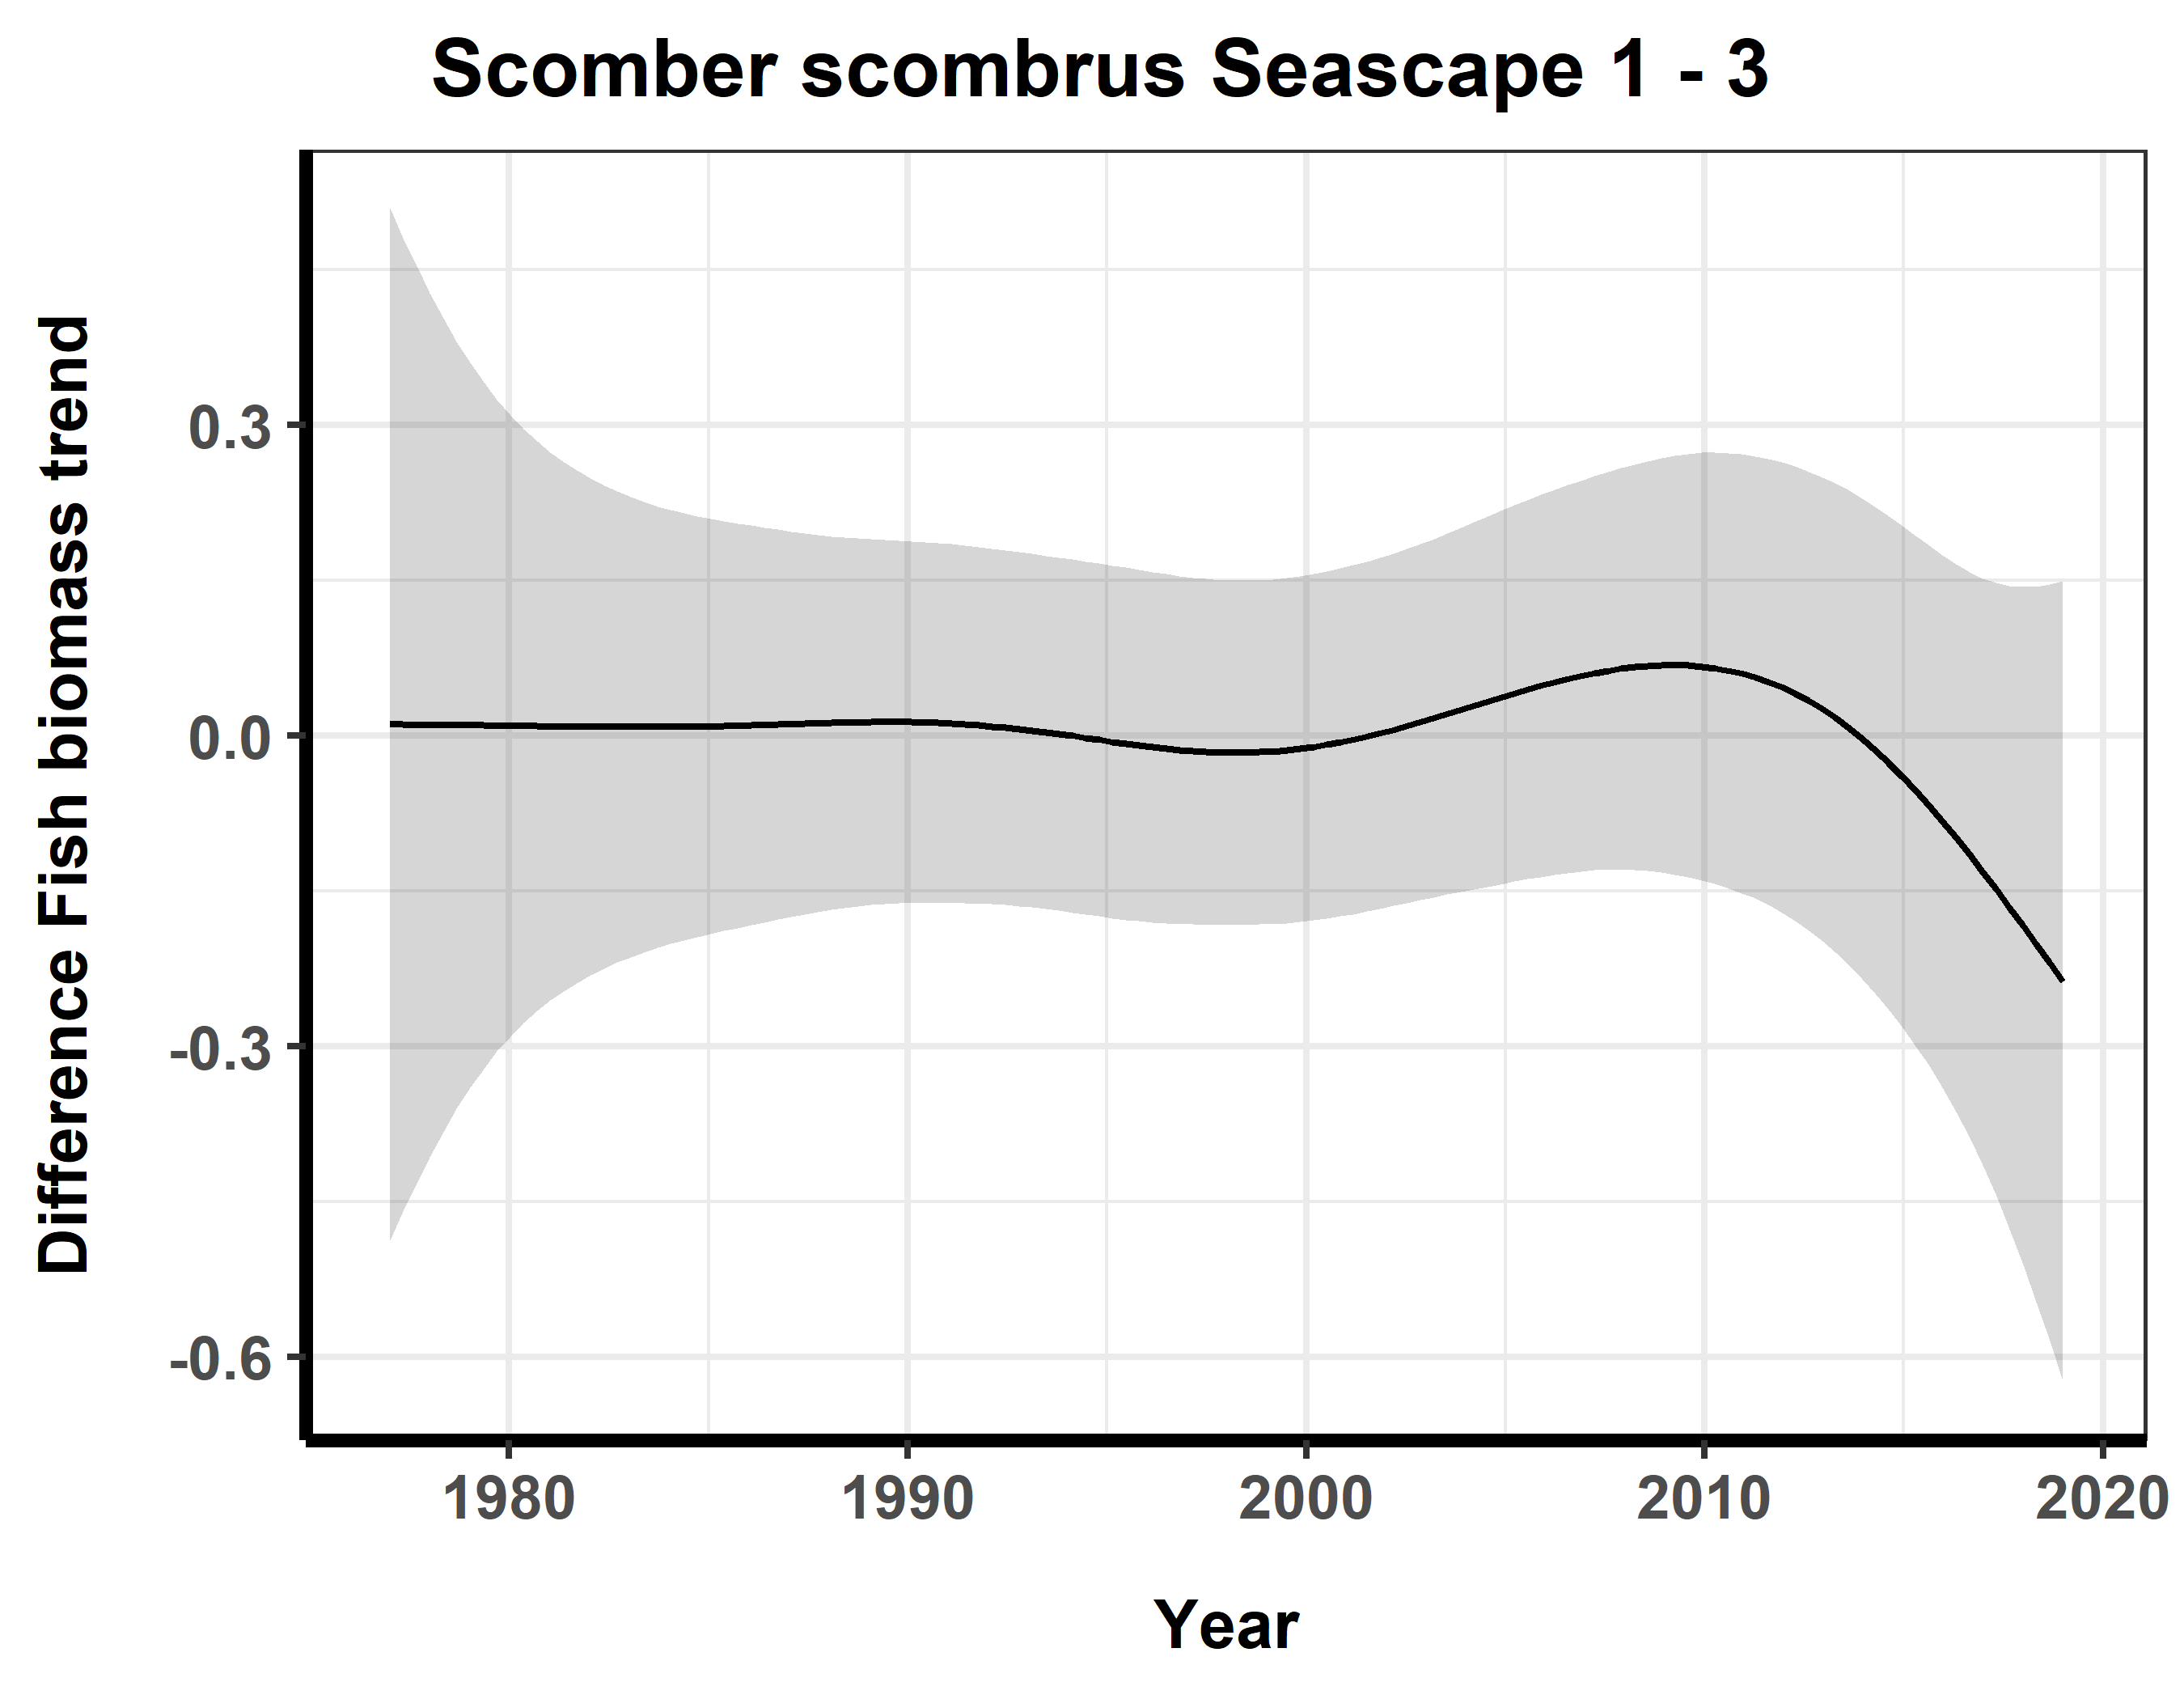 Scomber scombrus Seascape 1 - 3
Difference Fish biomass trend
0.3
0.0
-0.3
-0.6
1980 1990 2000 2010 2020
Year